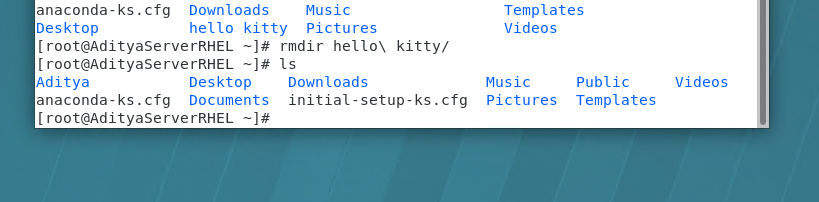 anaconda-ks.cfg  Downloads    Music                 Templates
Desktop          hello kitty  Pictures              Videos
[root@AdityaServerRHEL ~]# rmdir hello\ kitty/
[root@AdityaServerRHEL ~]# ls
Aditya           Desktop    Downloads             Music     Public     Videos
anaconda-ks.cfg  Documents  initial-setup-ks.cfg  Pictures  Templates
[root@AdityaServerRHEL ~]#